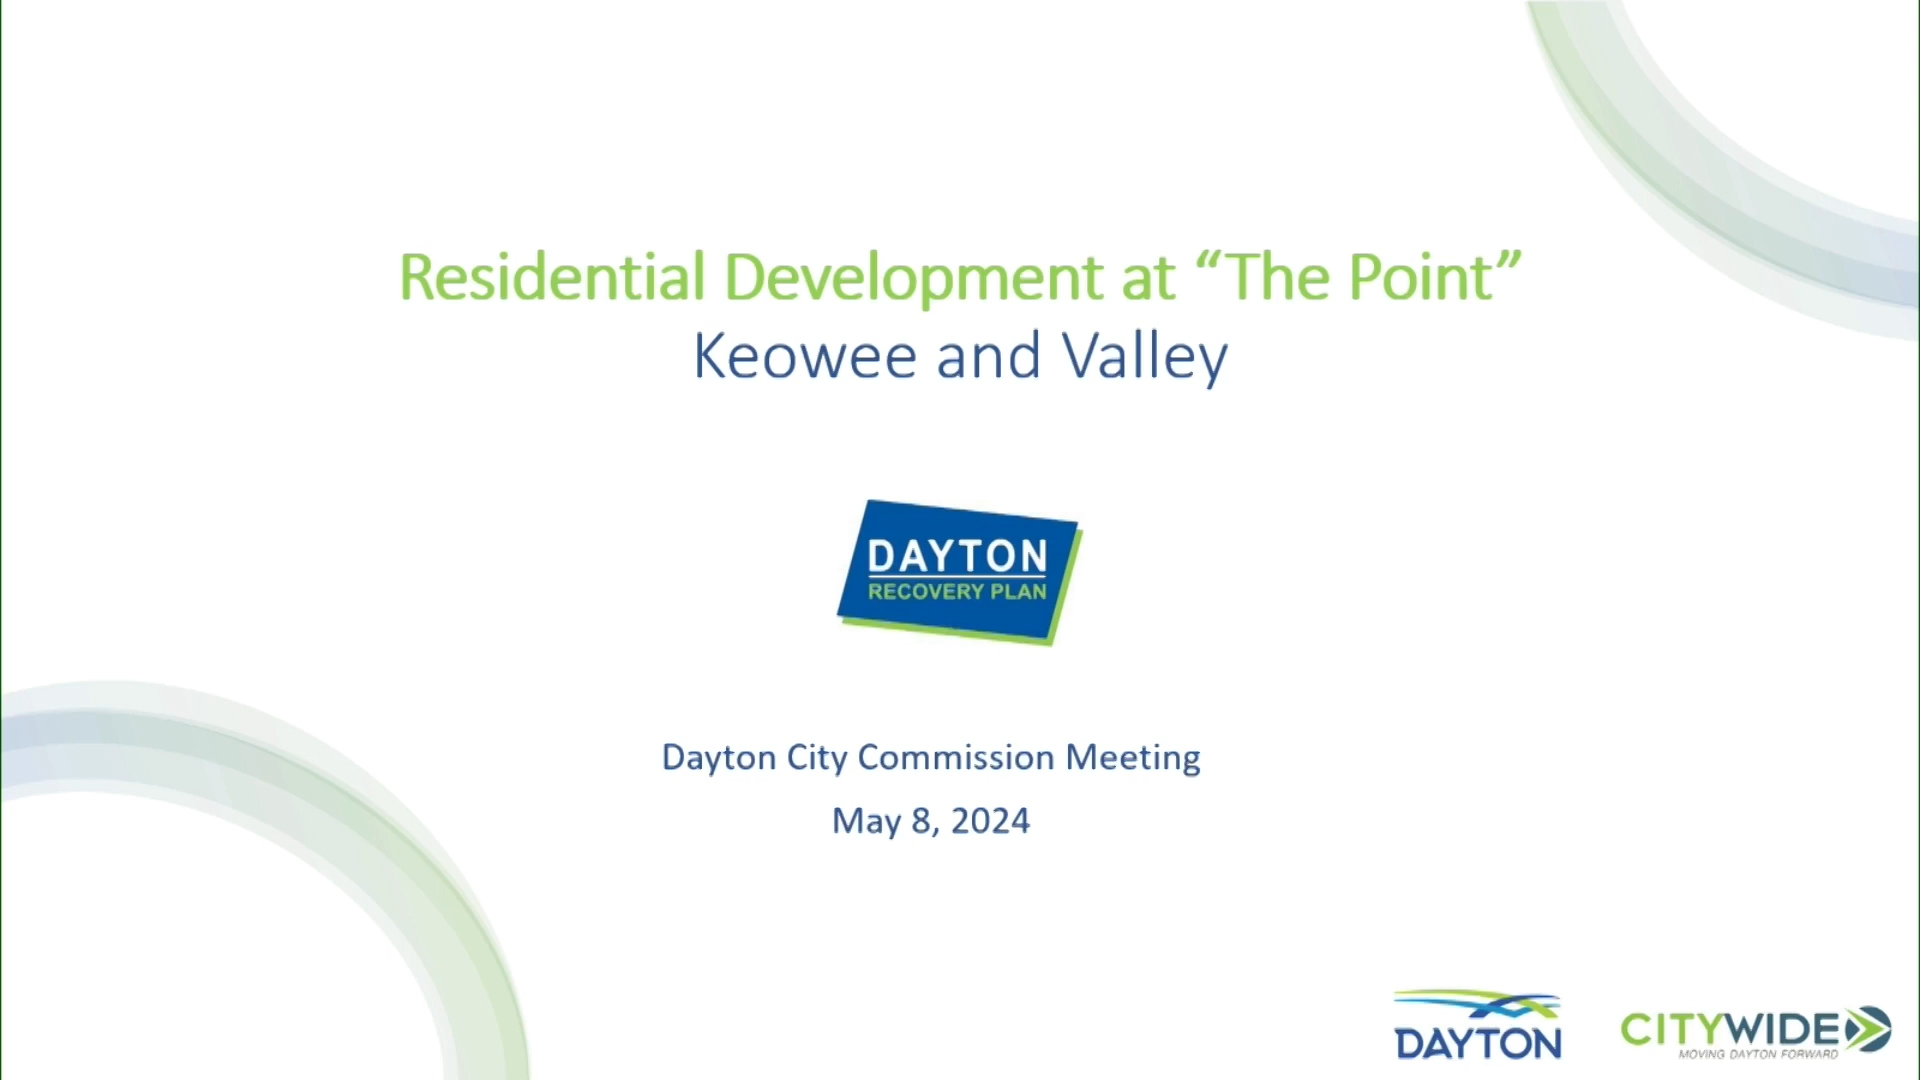 Residential Development at “The Point”
Keowee and Valley
DAYTON
RECOVERY PLAN
Dayton City Commission Meeting
May 8, 2024
DAYTON
CITYWIDE
MOVING DAYTON FORWARD